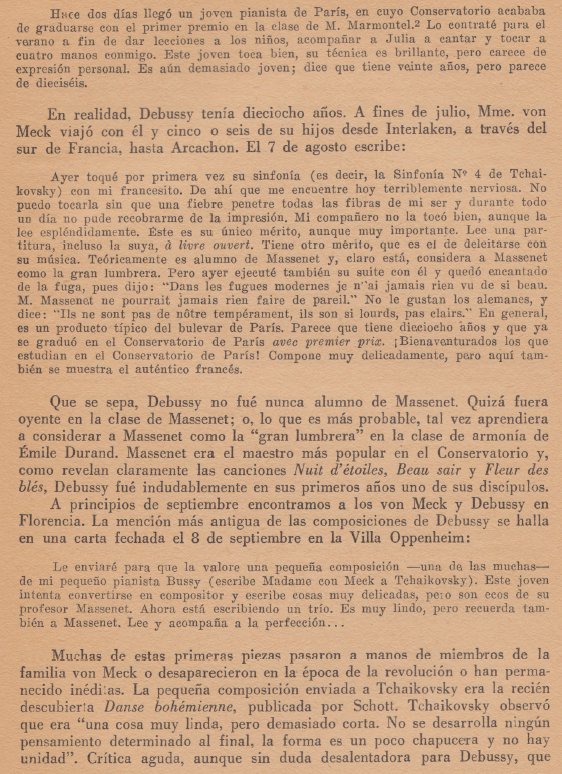 Hace dos días llegó un joven pianista de París, en cuyo Conservatorio acababa
de graduarse con el primer premio en la clase de M. Marmontel.² Lo contraté para el
verano a fin de dar lecciones a los niños, acompañar a Julia a cantar y tocar a
cuatro manos conmigo. Este joven toca bien, su técnica es brillante, pero carece de
expresión personal. Es aún demasiado joven; dice que tiene veinte años, pero parece
de dieciséis.
En realidad, Debussy tenía dieciocho años. A fines de julio, Mme. von
Meck viajó con él y cinco o seis de su hijos desde Interlaken, a través del
sur de Francia, hasta Arcachon. El 7 de agosto escribe:
Ayer toqué por primera vez su sinfonía (es decir, la Sinfonía Nº 4 de Tchai-
kovsky) con mi francesito. De ahí que me encuentre hoy terriblemente nerviosa. No
puedo tocarla sin que una fiebre penetre todas las fibras de mi ser y durante todo
un día no pude recobrarme de la impresión. Mi compañero no la tocó bien, aunque la
lee espléndidamente. Éste es su único mérito, aunque muy importante. Lee una par-
titura, incluso la suya, à livre ouvert. Tiene otro mérito, que es el de deleitarse con
su música. Teóricamente es alumno de Massenet y, claro está, considera a Massenet
como la gran lumbrera. Pero ayer ejecuté también su suite con él y quedó encantado
de la fuga, pues dijo: "Dans les fugues modernes je n''ai jamais rien vu de si beau.
M. Massenet ne pourrait jamais rien faire de pareil." No le gustan los alemanes, y
dice: "Ils ne sont pas de nôtre tempérament, ils son si lourds, pas clairs." En general,
es un producto típico del bulevar de París. Parece que tiene dieciocho años y que ya
se graduó en el Conservatorio de París avec premier prix. ¡Bienaventurados los que
estudian en el Conservatorio de París! Compone muy delicadamente, pero aquí tam-
bién se muestra el auténtico francés.
Que se sepa, Debussy no fué nunca alumno de Massenet. Quizá fuera
oyente en la clase de Massenet; o, lo que es más probable, tal vez aprendiera
a considerar a Massenet como la "gran lumbrera" en la clase de armonía de
Émile Durand. Massenet era el maestro más popular en el Conservatorio y,
como revelan claramente las canciones Nuit d'étoiles, Beau sair y Fleur des
blés, Debussy fué indudablemente en sus primeros años uno de sus discípulos.
A principios de septiembre encontramos a los von Meck y Debussy en
Florencia. La mención más antigua de las composiciones de Debussy se halla
en una carta fechada el 8 de septiembre en la Villa Oppenheim:
Le enviaré para que la valore una pequeña composición —una de las muchas—
de mi pequeño pianista Bussy (escribe Madame cou Meck a Tchaikovsky). Este joven
intenta convertirse en compositor y escribe cosas muy delicadas, pero son ecos de su
profesor Massenet. Ahora está escribiendo un trío. Es muy lindo, pero recuerda tam-
bién a Massenet. Lee y acompaña a la perfección...
Muchas de estas primeras piezas pasaron a manos de miembros de la
familia von Meck o desaparecieron en la época de la revolución o han perma-
necido inéditas. La pequeña composición enviada a Tchaikovsky era la recién
descubierta Danse bohémienne, publicada por Schott. Tchaikovsky observó
que era "una cosa muy linda, pero demasiado corta. No se desarrolla ningún
pensamiento determinado al final, la forma es un poco chapucera y no hay
unidad". Crítica aguda, aunque sin duda desalentadora para Debussy, que